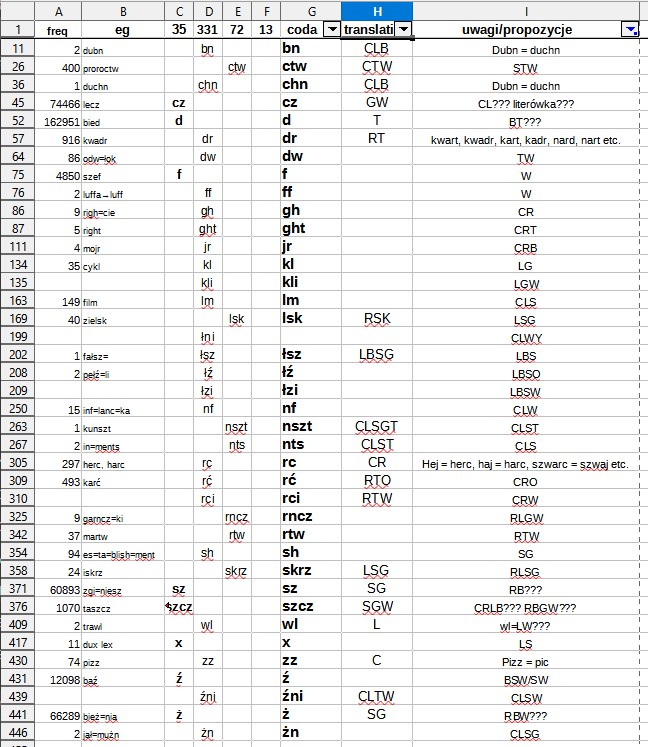 A B C D E F G H I
1 freq eg 35 331 72 13 coda translati uwagi/propozycje
11 2 dubn bn bn CLB Dubn = duchn
26 400 proroctw ctw ctw CTW STW
36 1 duchn chn chn CLB Dubn = duchn
45 74466 lecz cz cz GW CL??? literówka???
52 162951 bied d d T BT???
57 916 kwadr dr dr RT kwart, kwadr, kart, kadr, nard, nart etc.
64 86 odw=łok dw dw TW
75 4850 szef f f W
76 2 luffa→luff ff ff W
86 9 righ=cie gh gh CR
87 5 right ght ght CRT
111 4 mojr jr jr CRB
134 35 cykl kl kl LG
135 kli kli LGW
163 149 film lm lm CLS
169 40 zielsk lsk lsk RSK LSG
199 łni CLWY
202 1 fałsz= łsz łsz LBSG LBS
208 2 pełź=li łź łź LBSO
209 łzi łzi LBSW
250 15 inf=lanc=ka nf nf CLW
263 1 kunszt nszt nszt CLSGT CLST
267 2 in=ments nts nts CLST CLS
305 297 herc, harc rc rc CR Hej = herc, haj = harc, szwarc = szwaj etc.
309 493 karć rć rć RTO CRO
310 rci rci RTW CRW
325 9 garncz=ki rncz rncz RLGW
342 37 martw rtw rtw RTW
354 94 es=ta=blish=ment sh sh SG
358 24 iskrz skrz skrz LSG RLSG
371 60893 zgi=niesz sz sz SG RB???
376 1070 taszcz szcz szcz SGW CRLB??? RBGW???
409 2 trawl wl wl L wl=LW???
417 11 dux lex x x LS
430 74 pizz zz zz C Pizz = pic
431 12098 baź ź ź BSW/SW
439 źni źni CLTW CLSW
441 66289 bież=nia ż ż SG RBW???
446 2 jał=mużn żn żn CLSG